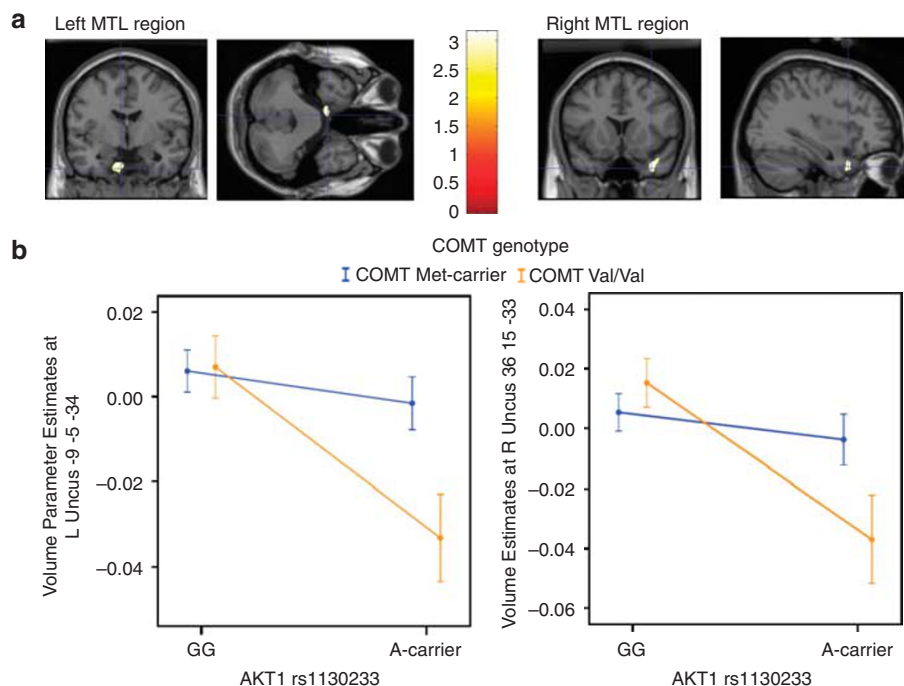 a
Left MTL region
Right MTL region
3
2.5
2
1.5
1
0.5
0
b
COMT genotype
COMT Met-carrier COMT Val/Val
Volume Parameter Estimates at
L Uncus -9 -5 -34
0.02
0.00
−0.02
−0.04
GG
A-carrier
AKT1 rs1130233
Volume Estimates at R Uncus 36 15 -33
0.04
0.02
0.00
−0.02
−0.04
−0.06
GG
A-carrier
AKT1 rs1130233